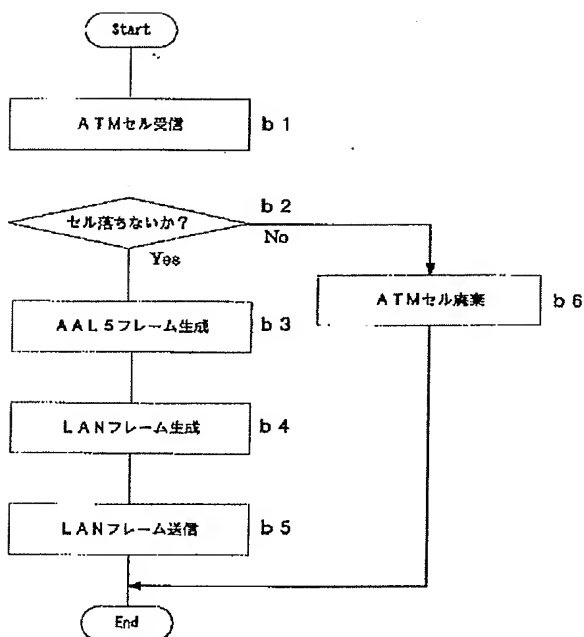 Start
ATMセル受信 b1
セル落ちないか? b2
No
Yes
ATMセル廃棄 b6
AAL5フレーム生成 b3
LANフレーム生成 b4
LANフレーム送信 b5
End